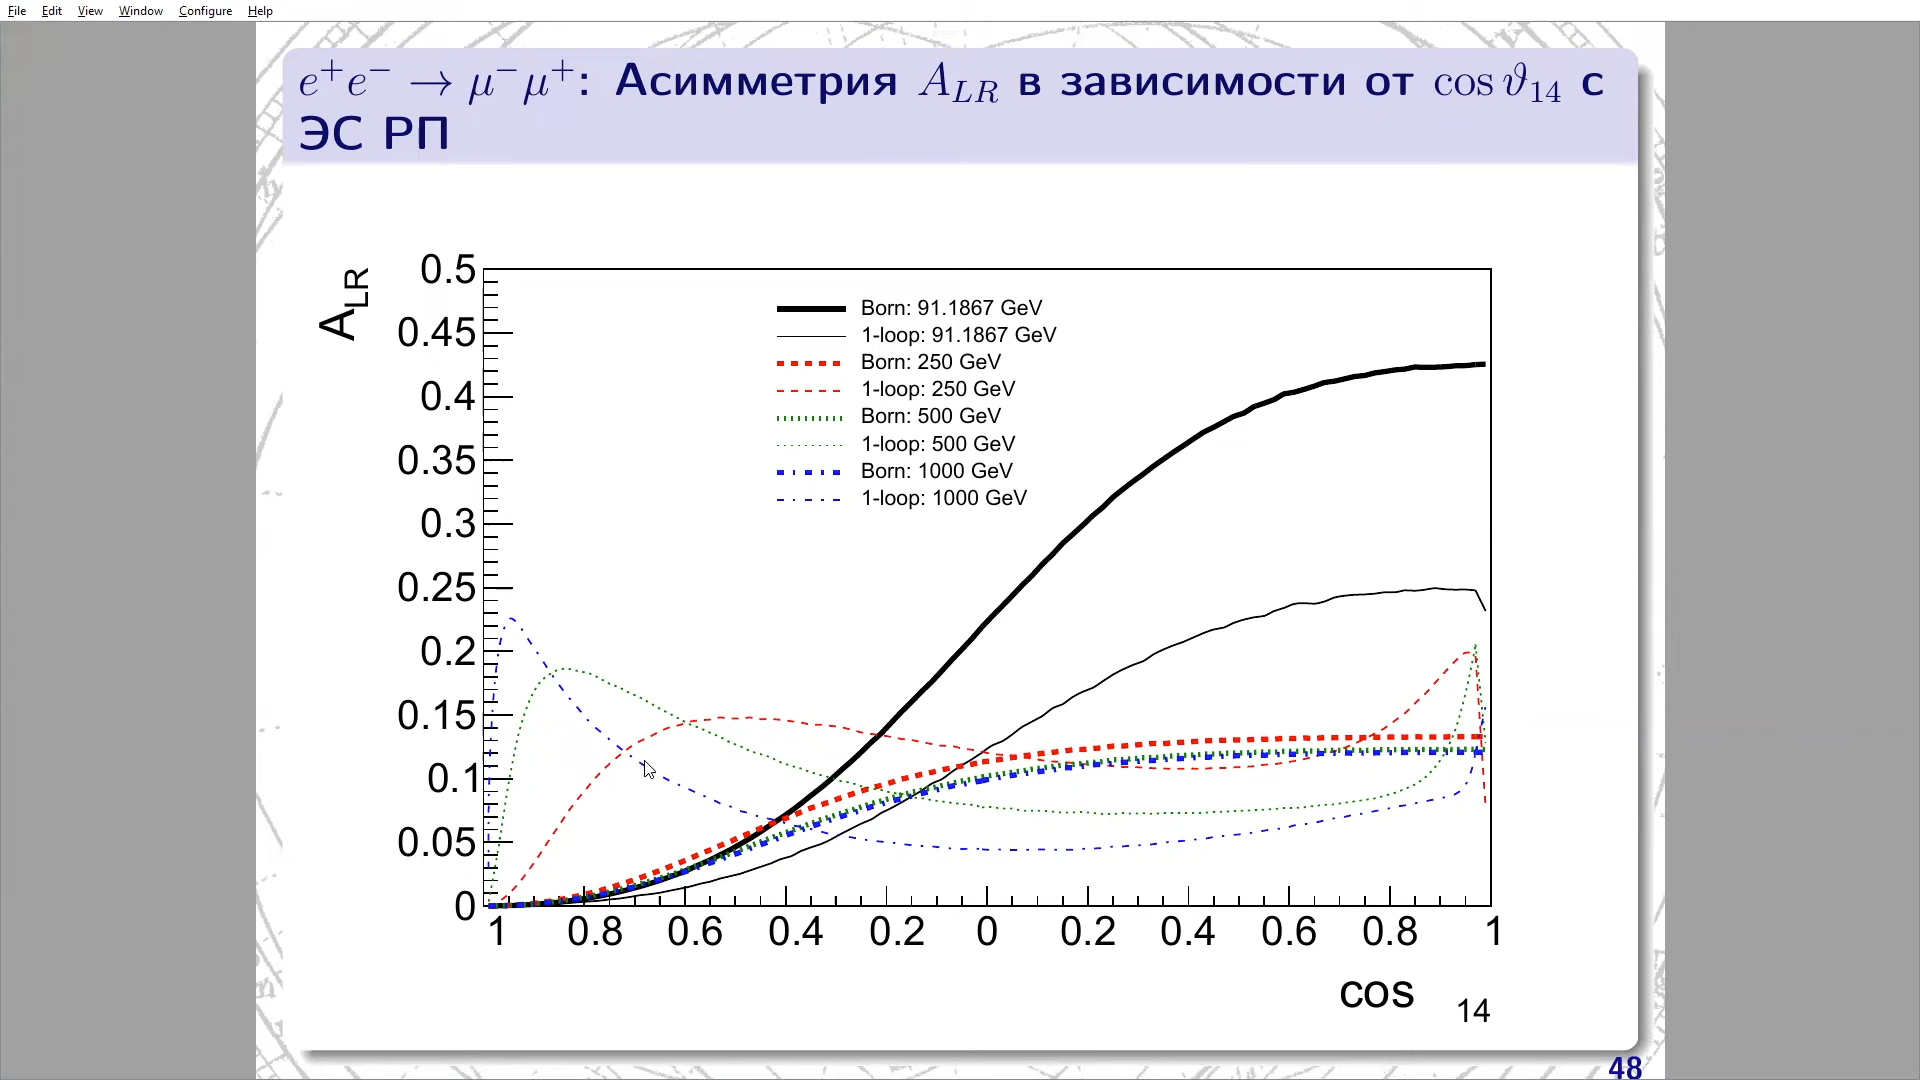 File Edit View Window Configure Help
e⁺e⁻ → μ⁻μ⁺: Асимметрия A_LR в зависимости от cos ϑ₁₄ с
ЭС РП
A_LR
0.5
0.45
0.4
0.35
0.3
0.25
0.2
0.15
0.1
0.05
0
Born: 91.1867 GeV
1-loop: 91.1867 GeV
Born: 250 GeV
1-loop: 250 GeV
Born: 500 GeV
1-loop: 500 GeV
Born: 1000 GeV
1-loop: 1000 GeV
1 0.8 0.6 0.4 0.2 0 0.2 0.4 0.6 0.8 1
cos 14
48